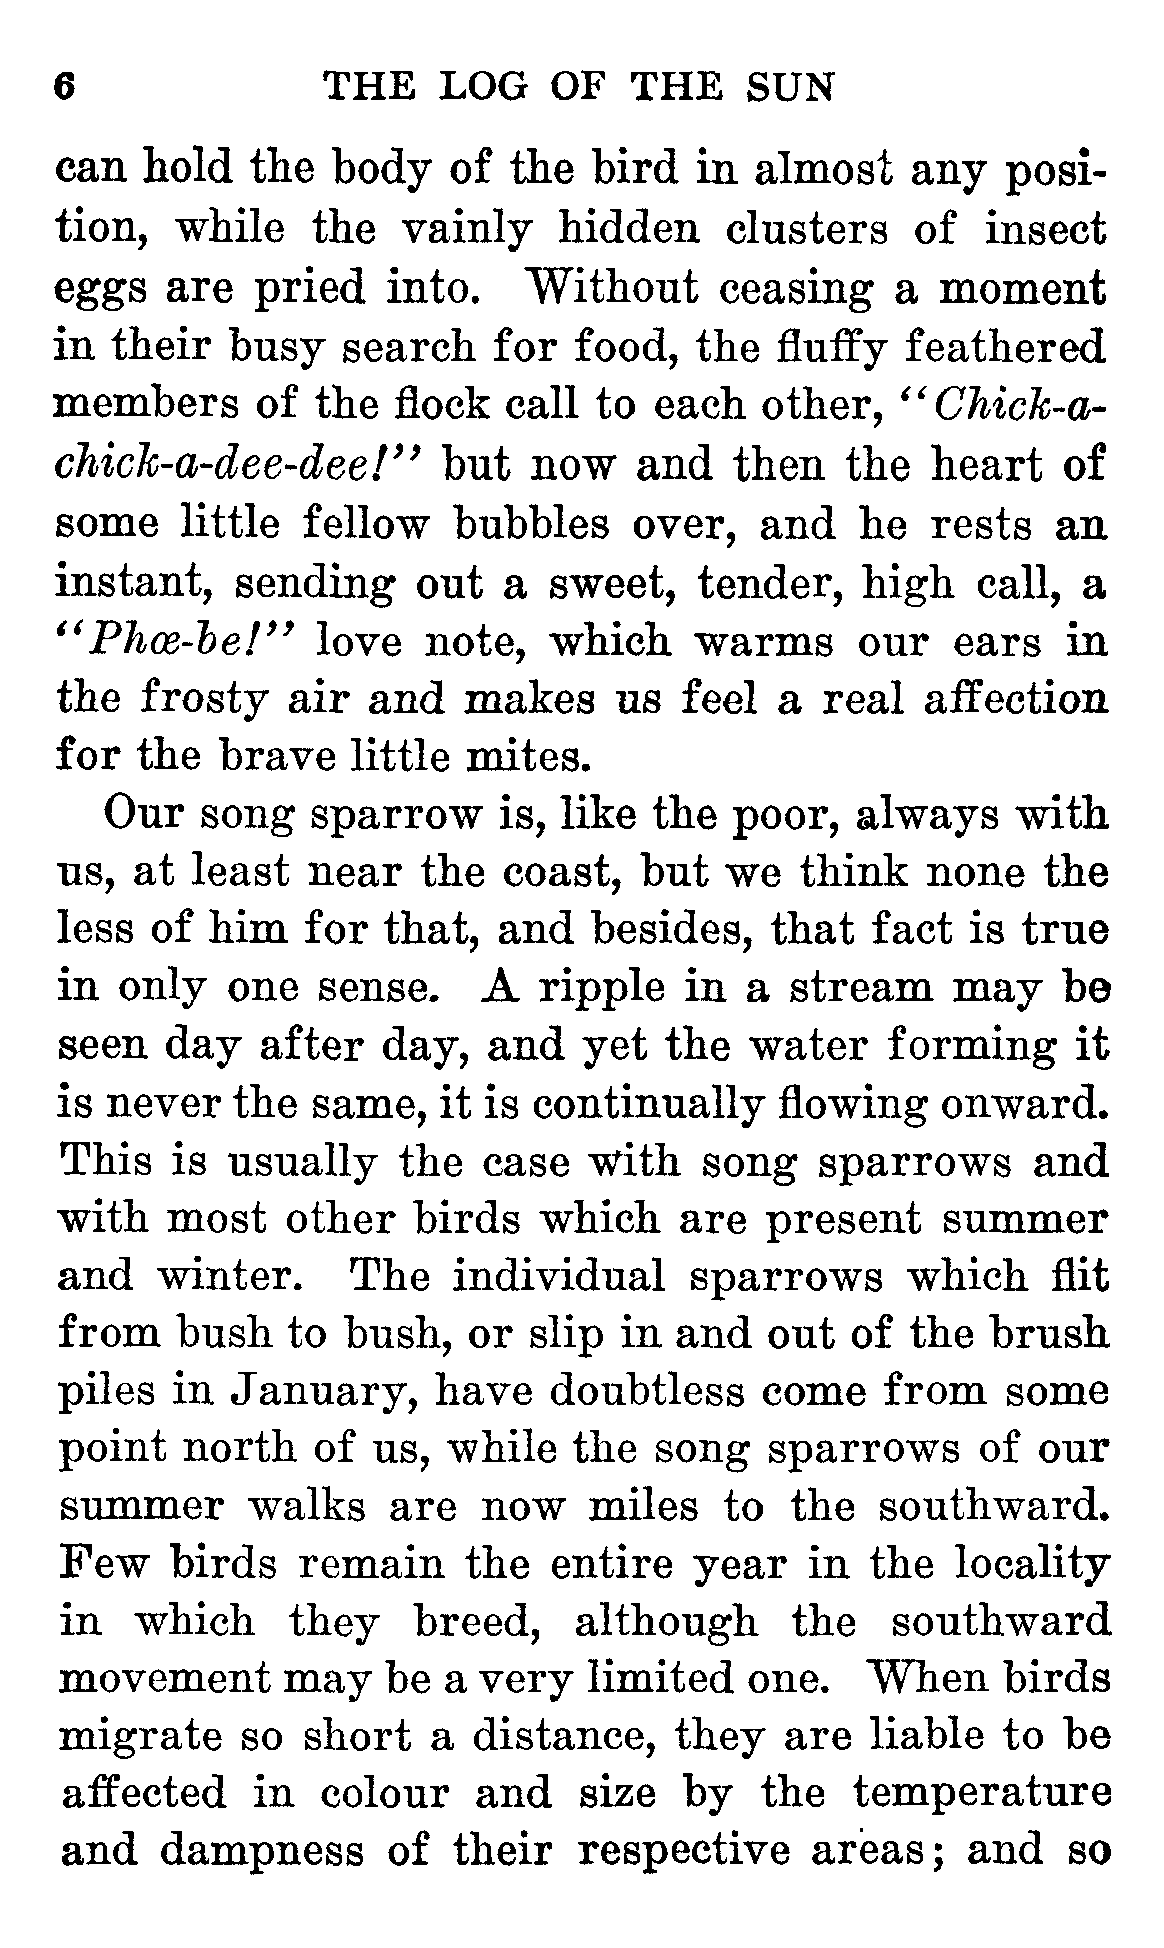 6 THE LOG OF THE SUN
can hold the body of the bird in almost any posi-
tion, while the vainly hidden clusters of insect
eggs are pried into. Without ceasing a moment
in their busy search for food, the fluffy feathered
members of the flock call to each other, “Chick-a-
chick-a-dee-dee!” but now and then the heart of
some little fellow bubbles over, and he rests an
instant, sending out a sweet, tender, high call, a
“Phœ-be!” love note, which warms our ears in
the frosty air and makes us feel a real affection
for the brave little mites.
Our song sparrow is, like the poor, always with
us, at least near the coast, but we think none the
less of him for that, and besides, that fact is true
in only one sense. A ripple in a stream may be
seen day after day, and yet the water forming it
is never the same, it is continually flowing onward.
This is usually the case with song sparrows and
with most other birds which are present summer
and winter. The individual sparrows which flit
from bush to bush, or slip in and out of the brush
piles in January, have doubtless come from some
point north of us, while the song sparrows of our
summer walks are now miles to the southward.
Few birds remain the entire year in the locality
in which they breed, although the southward
movement may be a very limited one. When birds
migrate so short a distance, they are liable to be
affected in colour and size by the temperature
and dampness of their respective areas; and so